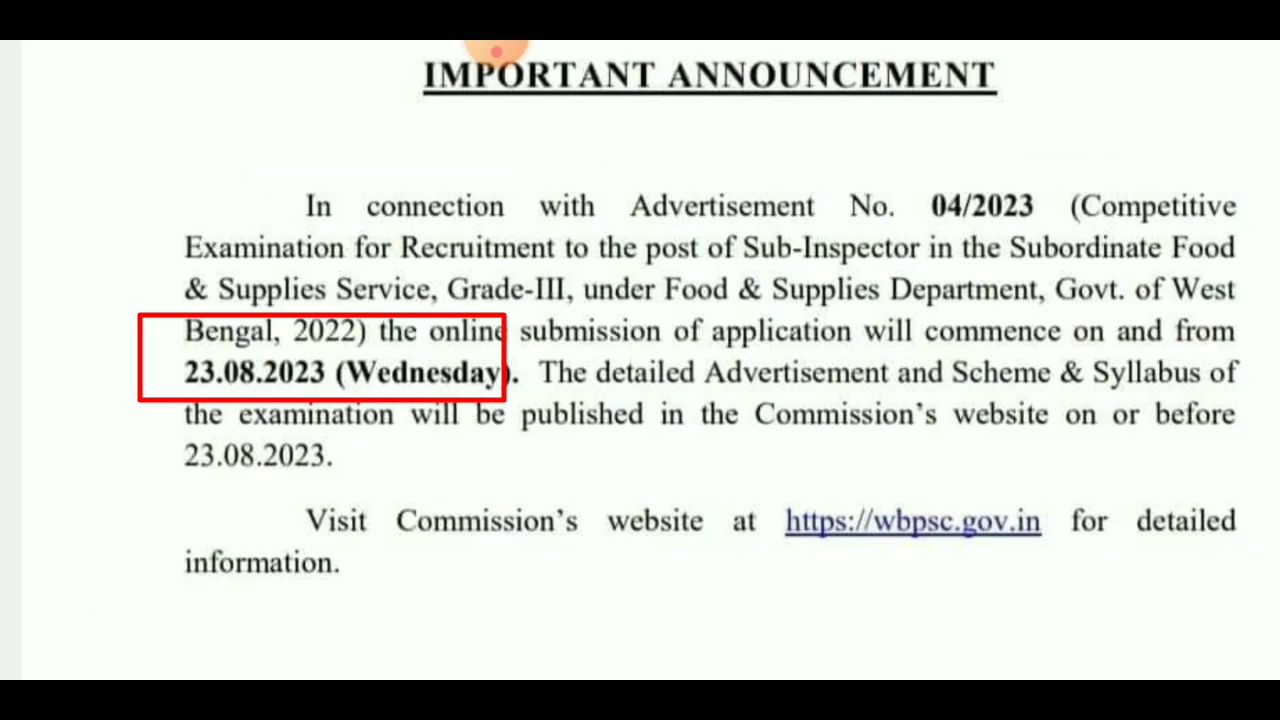 IMPORTANT ANNOUNCEMENT
In connection with Advertisement No. 04/2023 (Competitive
Examination for Recruitment to the post of Sub-Inspector in the Subordinate Food
& Supplies Service, Grade-III, under Food & Supplies Department, Govt. of West
Bengal, 2022) the online submission of application will commence on and from
23.08.2023 (Wednesday). The detailed Advertisement and Scheme & Syllabus of
the examination will be published in the Commission's website on or before
23.08.2023.
Visit Commission's website at https://wbpsc.gov.in for detailed
information.